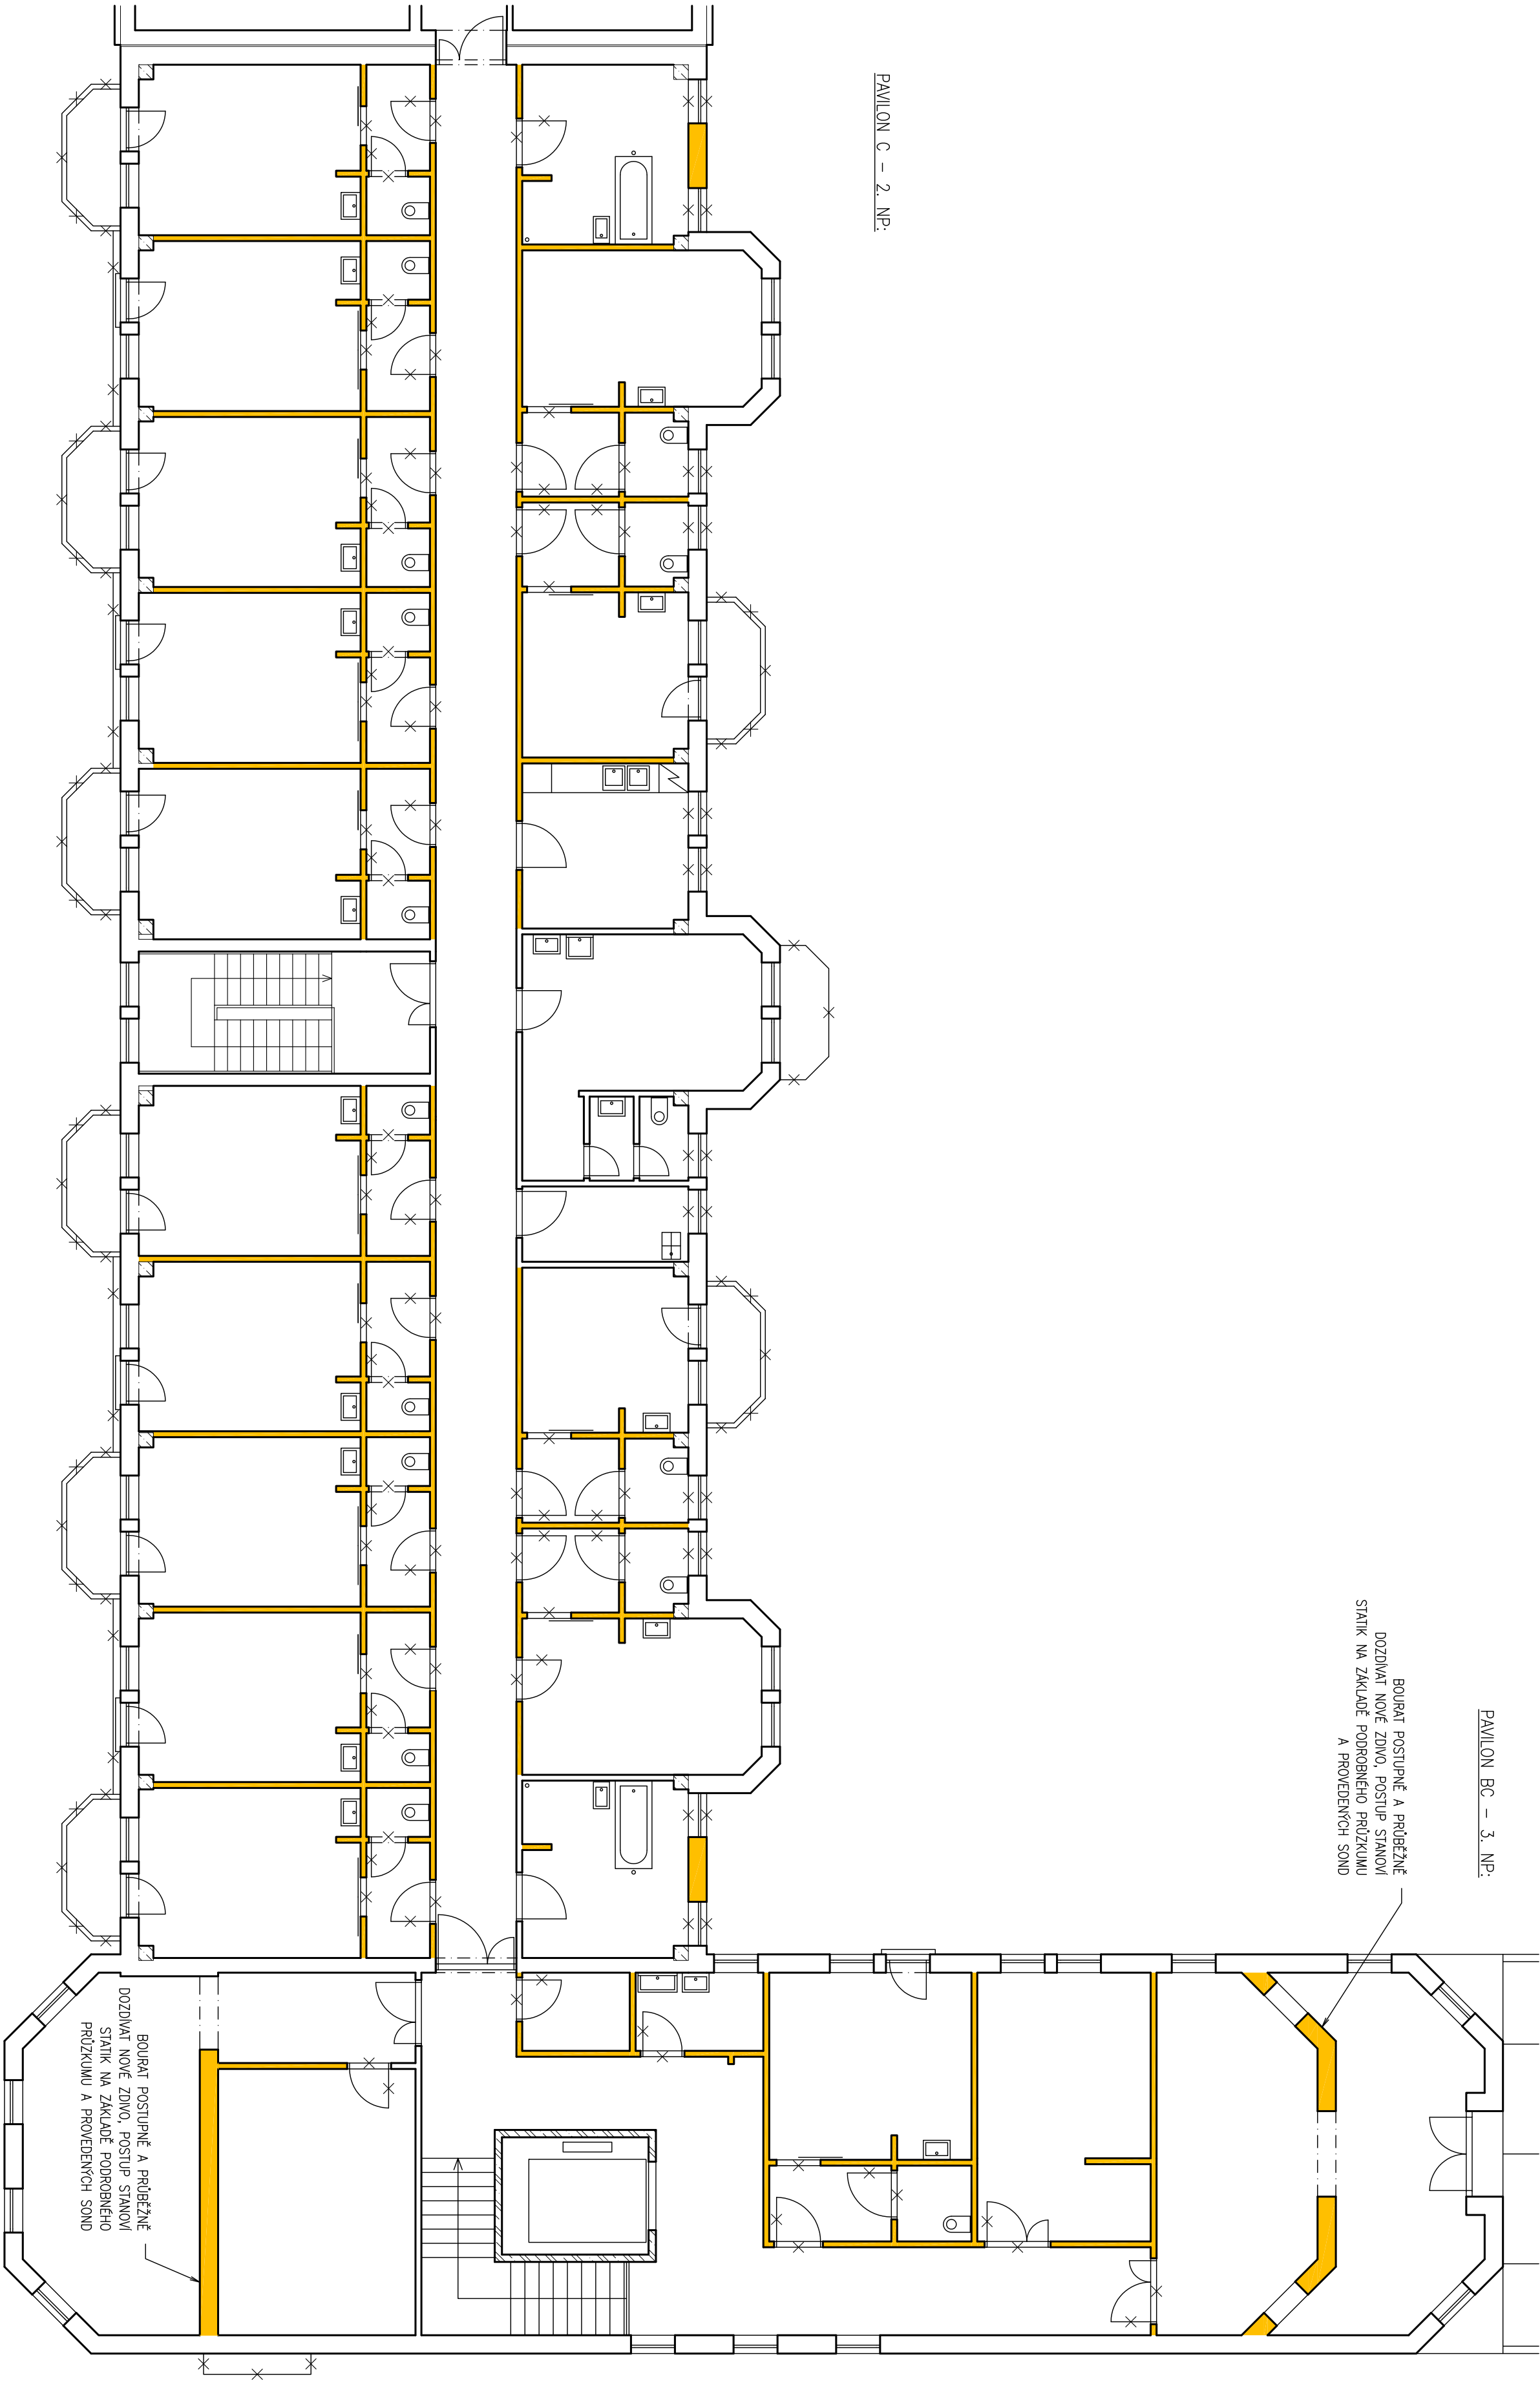 PAVILON C – 2. NP:
PAVILON BC – 3. NP:
BOURAT POSTUPNĚ A PRŮBĚŽNĚ
DOZDÍVAT NOVÉ ZDIVO, POSTUP STANOVÍ
STATIK NA ZÁKLADĚ PODROBNÉHO PRŮZKUMU
A PROVEDENÝCH SOND
BOURAT POSTUPNĚ A PRŮBĚŽNĚ
DOZDÍVAT NOVÉ ZDIVO, POSTUP STANOVÍ
STATIK NA ZÁKLADĚ PODROBNÉHO
PRŮZKUMU A PROVEDENÝCH SOND